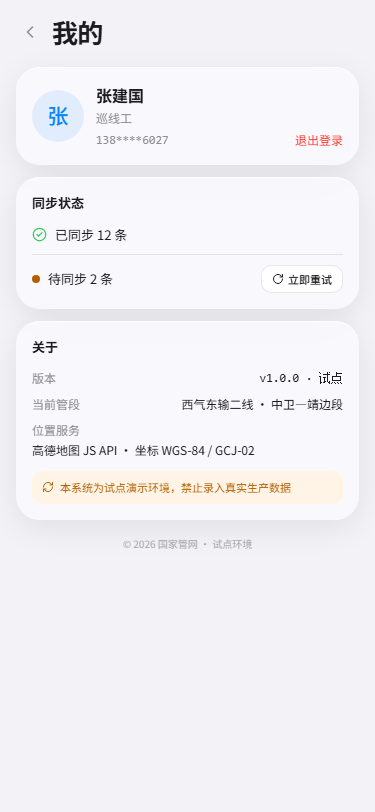 我的
张
张建国
巡线工
138****6027
退出登录
同步状态
已同步 12 条
待同步 2 条
立即重试
关于
版本
v1.0.0 · 试点
当前管段
西气东输二线 · 中卫—靖边段
位置服务
高德地图 JS API · 坐标 WGS-84 / GCJ-02
本系统为试点演示环境，禁止录入真实生产数据
© 2026 国家管网 · 试点环境